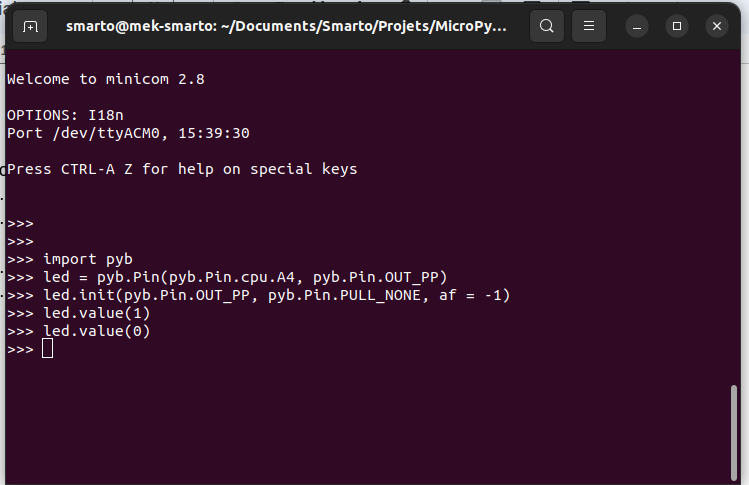 smarto@mek-smarto: ~/Documents/Smarto/Projets/MicroPy...
Welcome to minicom 2.8
OPTIONS: I18n
Port /dev/ttyACM0, 15:39:30
Press CTRL-A Z for help on special keys
>>>
>>>
>>> import pyb
>>> led = pyb.Pin(pyb.Pin.cpu.A4, pyb.Pin.OUT_PP)
>>> led.init(pyb.Pin.OUT_PP, pyb.Pin.PULL_NONE, af = -1)
>>> led.value(1)
>>> led.value(0)
>>>